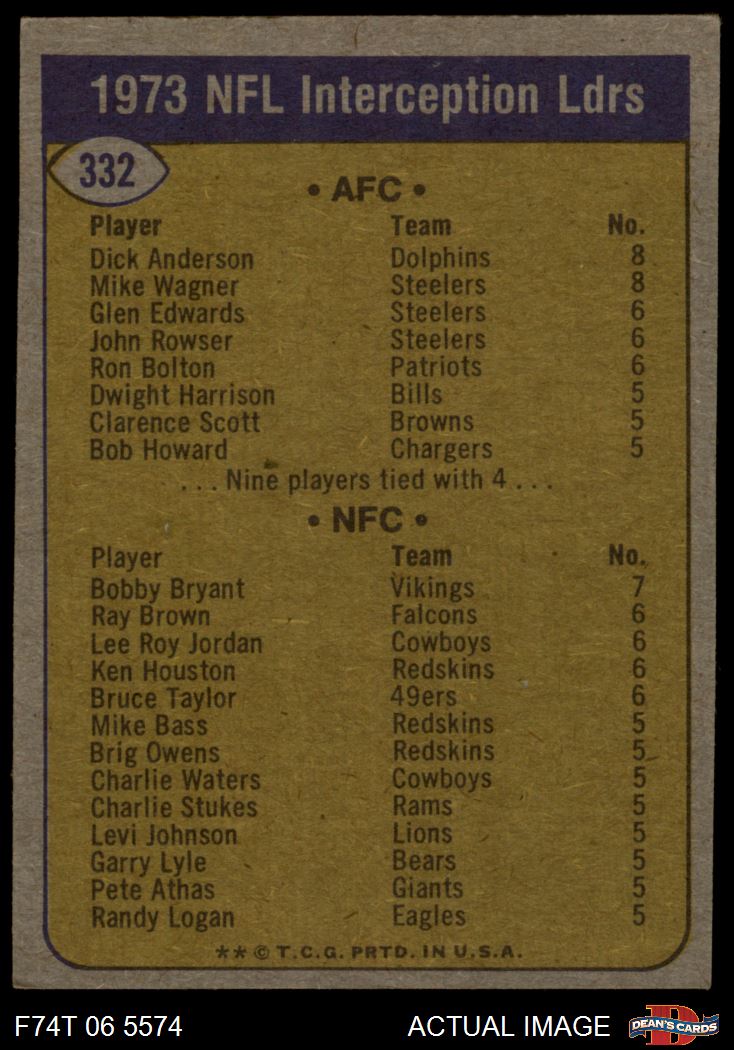 1973 NFL Interception Ldrs
332
• AFC •
Player Team No.
Dick Anderson Dolphins 8
Mike Wagner Steelers 8
Glen Edwards Steelers 6
John Rowser Steelers 6
Ron Bolton Patriots 6
Dwight Harrison Bills 5
Clarence Scott Browns 5
Bob Howard Chargers 5
...Nine players tied with 4...
• NFC •
Player Team No.
Bobby Bryant Vikings 7
Ray Brown Falcons 6
Lee Roy Jordan Cowboys 6
Ken Houston Redskins 6
Bruce Taylor 49ers 6
Mike Bass Redskins 5
Brig Owens Redskins 5
Charlie Waters Cowboys 5
Charlie Stukes Rams 5
Levi Johnson Lions 5
Garry Lyle Bears 5
Pete Athas Giants 5
Randy Logan Eagles 5
**© T.C.G. PRTD. IN U.S.A.
F74T 06 5574 ACTUAL IMAGE
D
DEAN'S CARDS